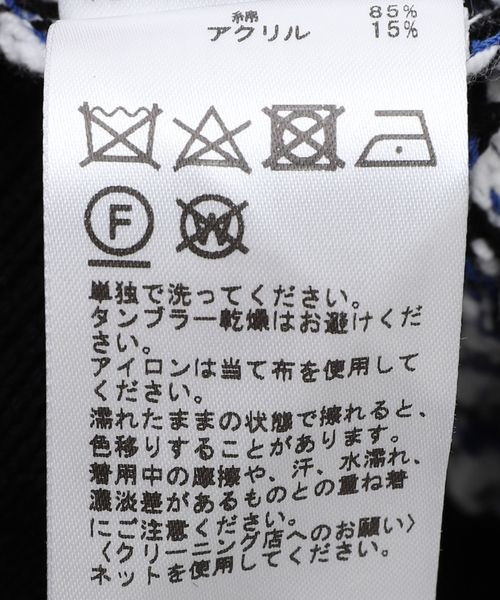 綿 85%
アクリル 15%
F W
単独で洗ってください。
タンブラー乾燥はお避けくだ
さい。
アイロンは当て布を使用して
ください。
濡れたままの状態で擦れると、
色移りすることがあります。
着用中の摩擦や、汗、水濡れ、
濃淡差があるものとの重ね着
にご注意ください。
〈クリーニング店へのお願い〉
ネットを使用してください。